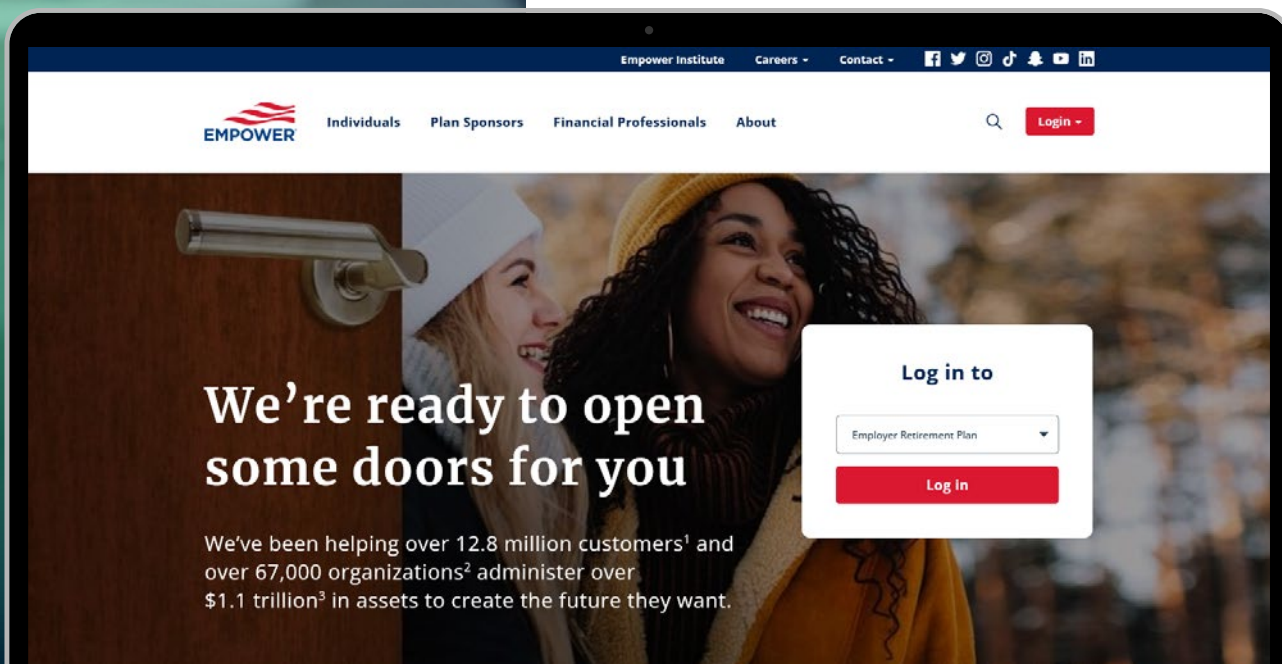 Empower Institute Careers Contact
EMPOWER
Individuals Plan Sponsors Financial Professionals About
Login
We're ready to open
some doors for you
We've been helping over 12.8 million customers¹ and
over 67,000 organizations² administer over
$1.1 trillion³ in assets to create the future they want.
Log in to
Employer Retirement Plan
Log in